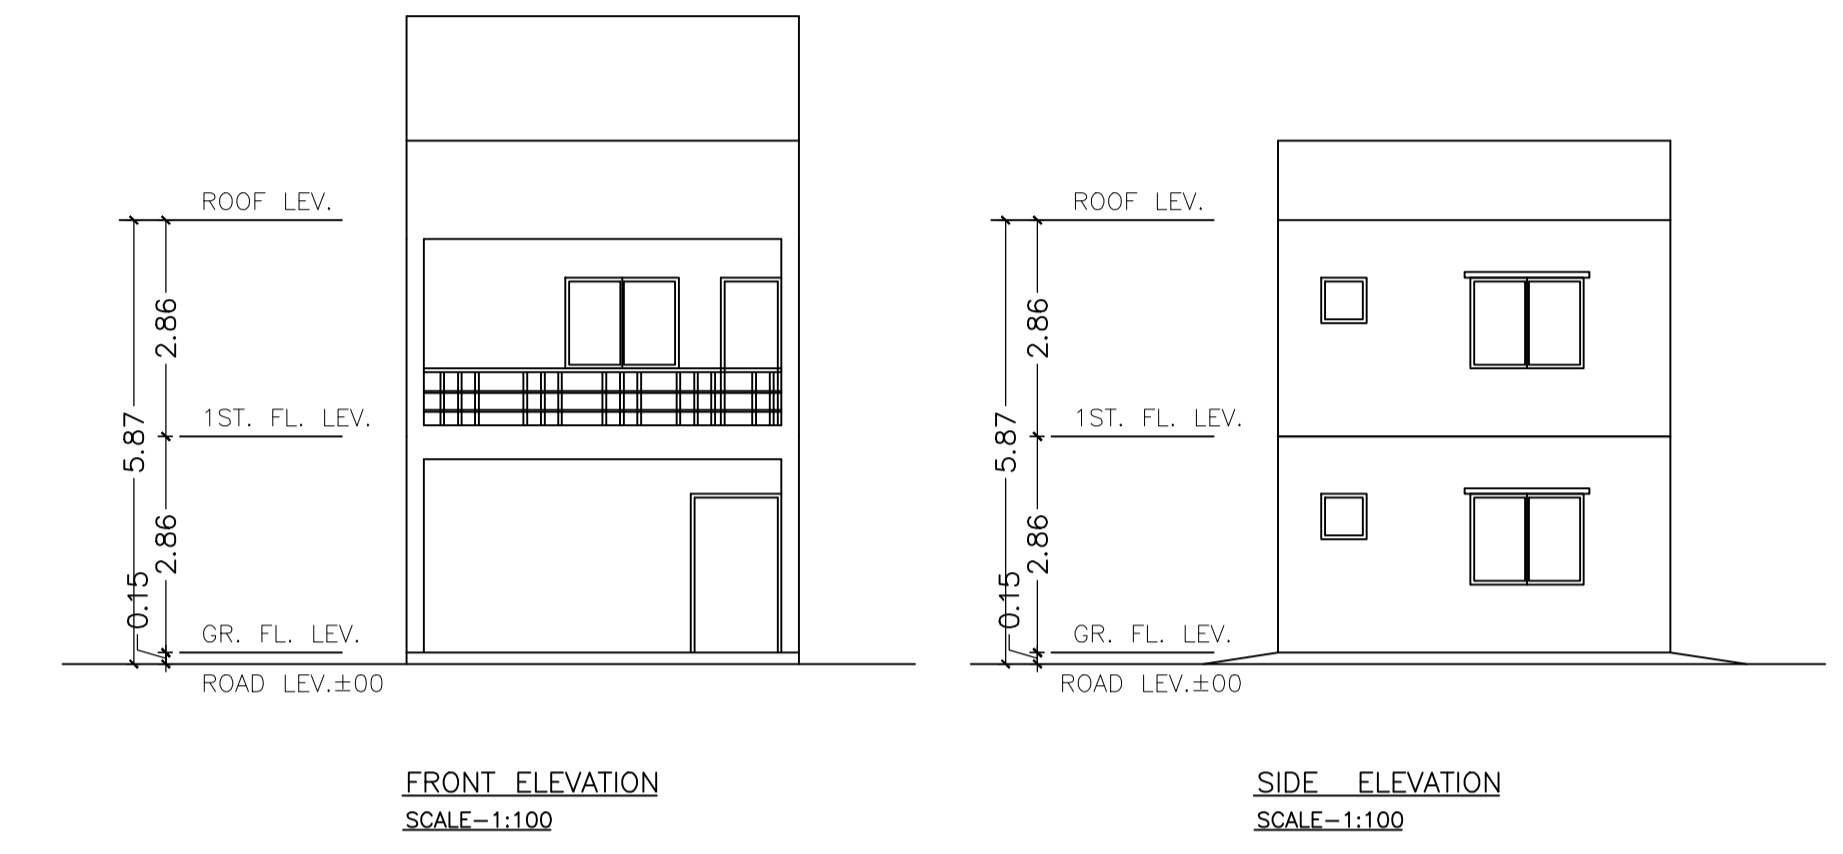 ROOF LEV.
2.86
1ST. FL. LEV.
5.87
2.86
0.15
GR. FL. LEV.
ROAD LEV.±00
FRONT ELEVATION
SCALE-1:100
ROOF LEV.
2.86
1ST. FL. LEV.
5.87
2.86
0.15
GR. FL. LEV.
ROAD LEV.±00
SIDE ELEVATION
SCALE-1:100